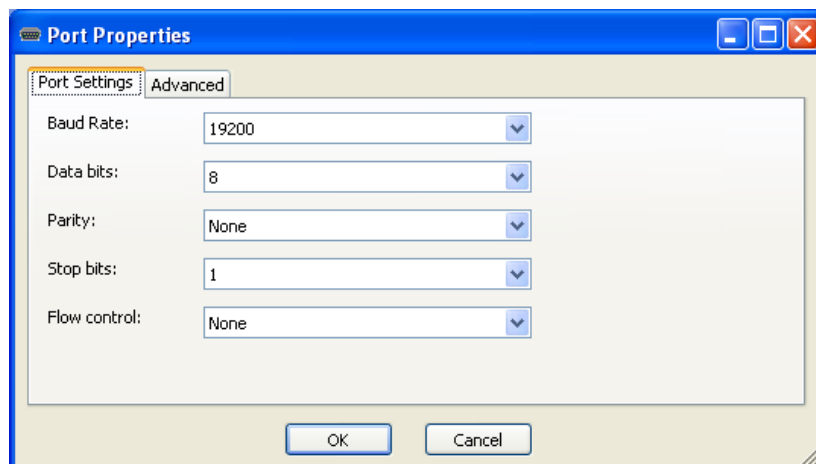 Port Properties
Port Settings Advanced
Baud Rate: 19200
Data bits: 8
Parity: None
Stop bits: 1
Flow control: None
OK Cancel